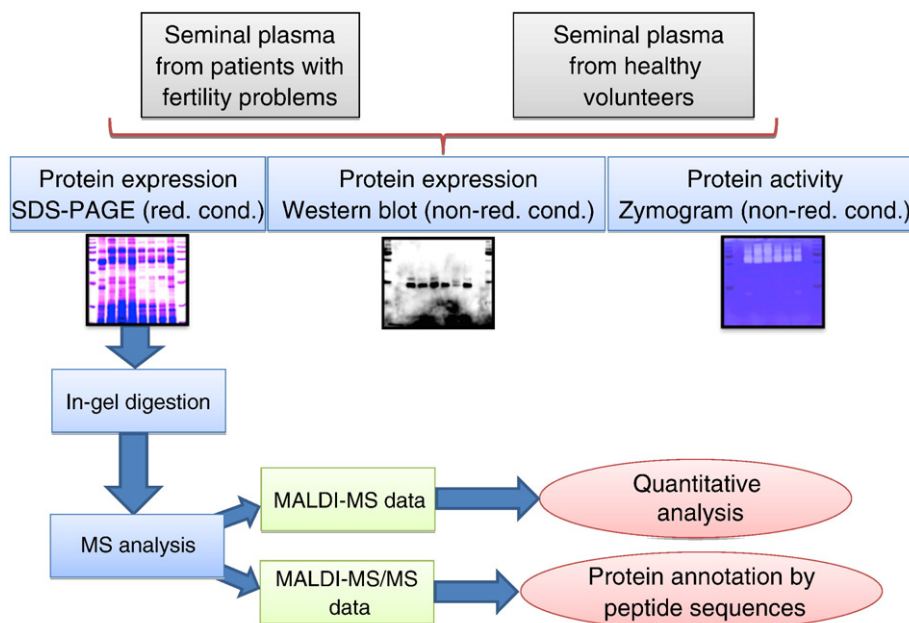 Seminal plasma
from patients with
fertility problems
Seminal plasma
from healthy
volunteers
Protein expression
SDS-PAGE (red. cond.)
Protein expression
Western blot (non-red. cond.)
Protein activity
Zymogram (non-red. cond.)
In-gel digestion
MS analysis
MALDI-MS data
Quantitative
analysis
MALDI-MS/MS
data
Protein annotation by
peptide sequences